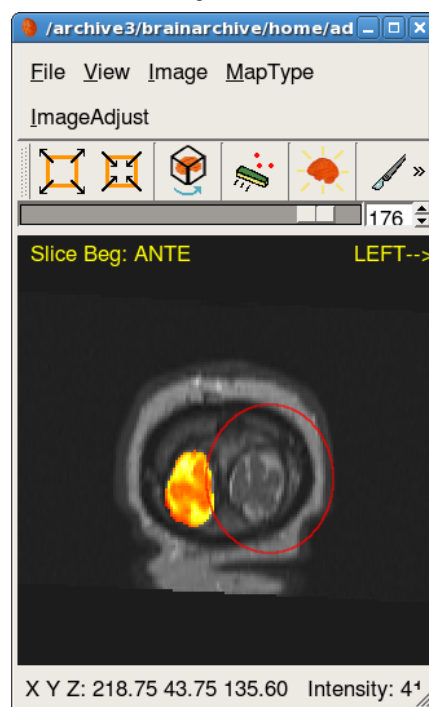 /archive3/brainarchive/home/ad
File View Image MapType
ImageAdjust
»
176
Slice Beg: ANTE LEFT-->
X Y Z: 218.75 43.75 135.60 Intensity: 4